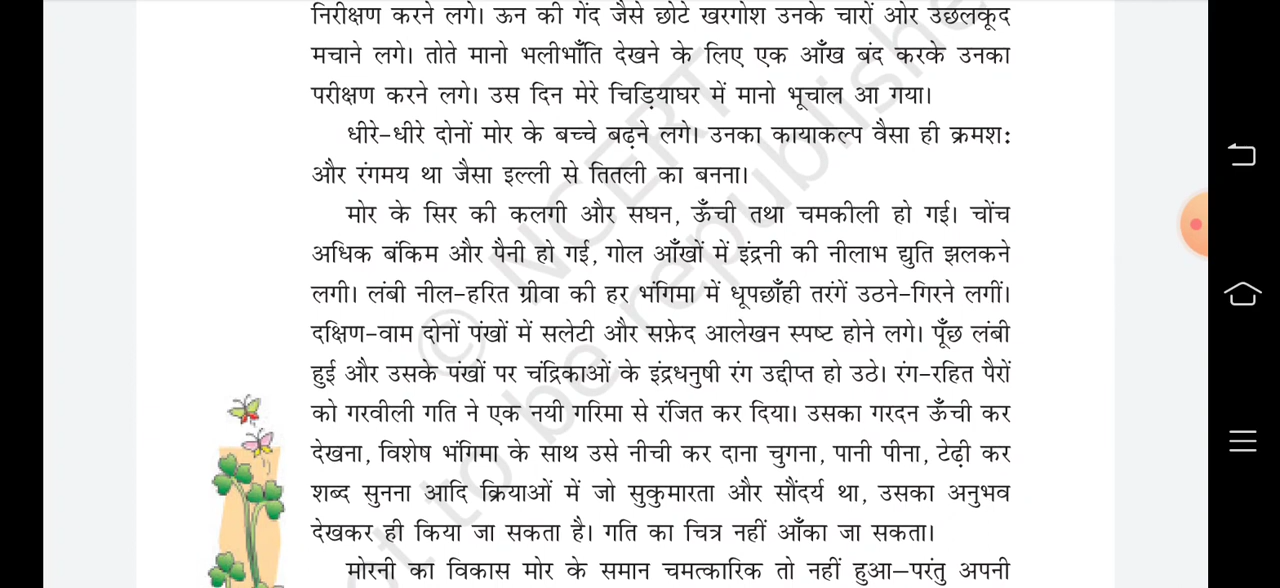 निरीक्षण करने लगे। ऊन की गेंद जैसे छोटे खरगोश उनके चारों ओर उछलकूद
मचाने लगे। तोते मानो भलीभाँति देखने के लिए एक आँख बंद करके उनका
परीक्षण करने लगे। उस दिन मेरे चिड़ियाघर में मानो भूचाल आ गया।
धीरे-धीरे दोनों मोर के बच्चे बढ़ने लगे। उनका कायाकल्प वैसा ही क्रमश:
और रंगमय था जैसा इल्ली से तितली का बनना।
मोर के सिर की कलगी और सघन, ऊँची तथा चमकीली हो गई। चोंच
अधिक बंकिम और पैनी हो गई, गोल आँखों में इंद्रनी की नीलाभ द्युति झलकने
लगी। लंबी नील-हरित ग्रीवा की हर भंगिमा में धूपछाँही तरंगें उठने-गिरने लगीं।
दक्षिण-वाम दोनों पंखों में सलेटी और सफ़ेद आलेखन स्पष्ट होने लगे। पूँछ लंबी
हुई और उसके पंखों पर चंद्रिकाओं के इंद्रधनुषी रंग उद्दीप्त हो उठे। रंग-रहित पैरों
को गरवीली गति ने एक नयी गरिमा से रंजित कर दिया। उसका गरदन ऊँची कर
देखना, विशेष भंगिमा के साथ उसे नीची कर दाना चुगना, पानी पीना, टेढ़ी कर
शब्द सुनना आदि क्रियाओं में जो सुकुमारता और सौंदर्य था, उसका अनुभव
देखकर ही किया जा सकता है। गति का चित्र नहीं आँका जा सकता।
मोरनी का विकास मोर के समान चमत्कारिक तो नहीं हुआ—परंतु अपनी
© NCERT
not to be republished